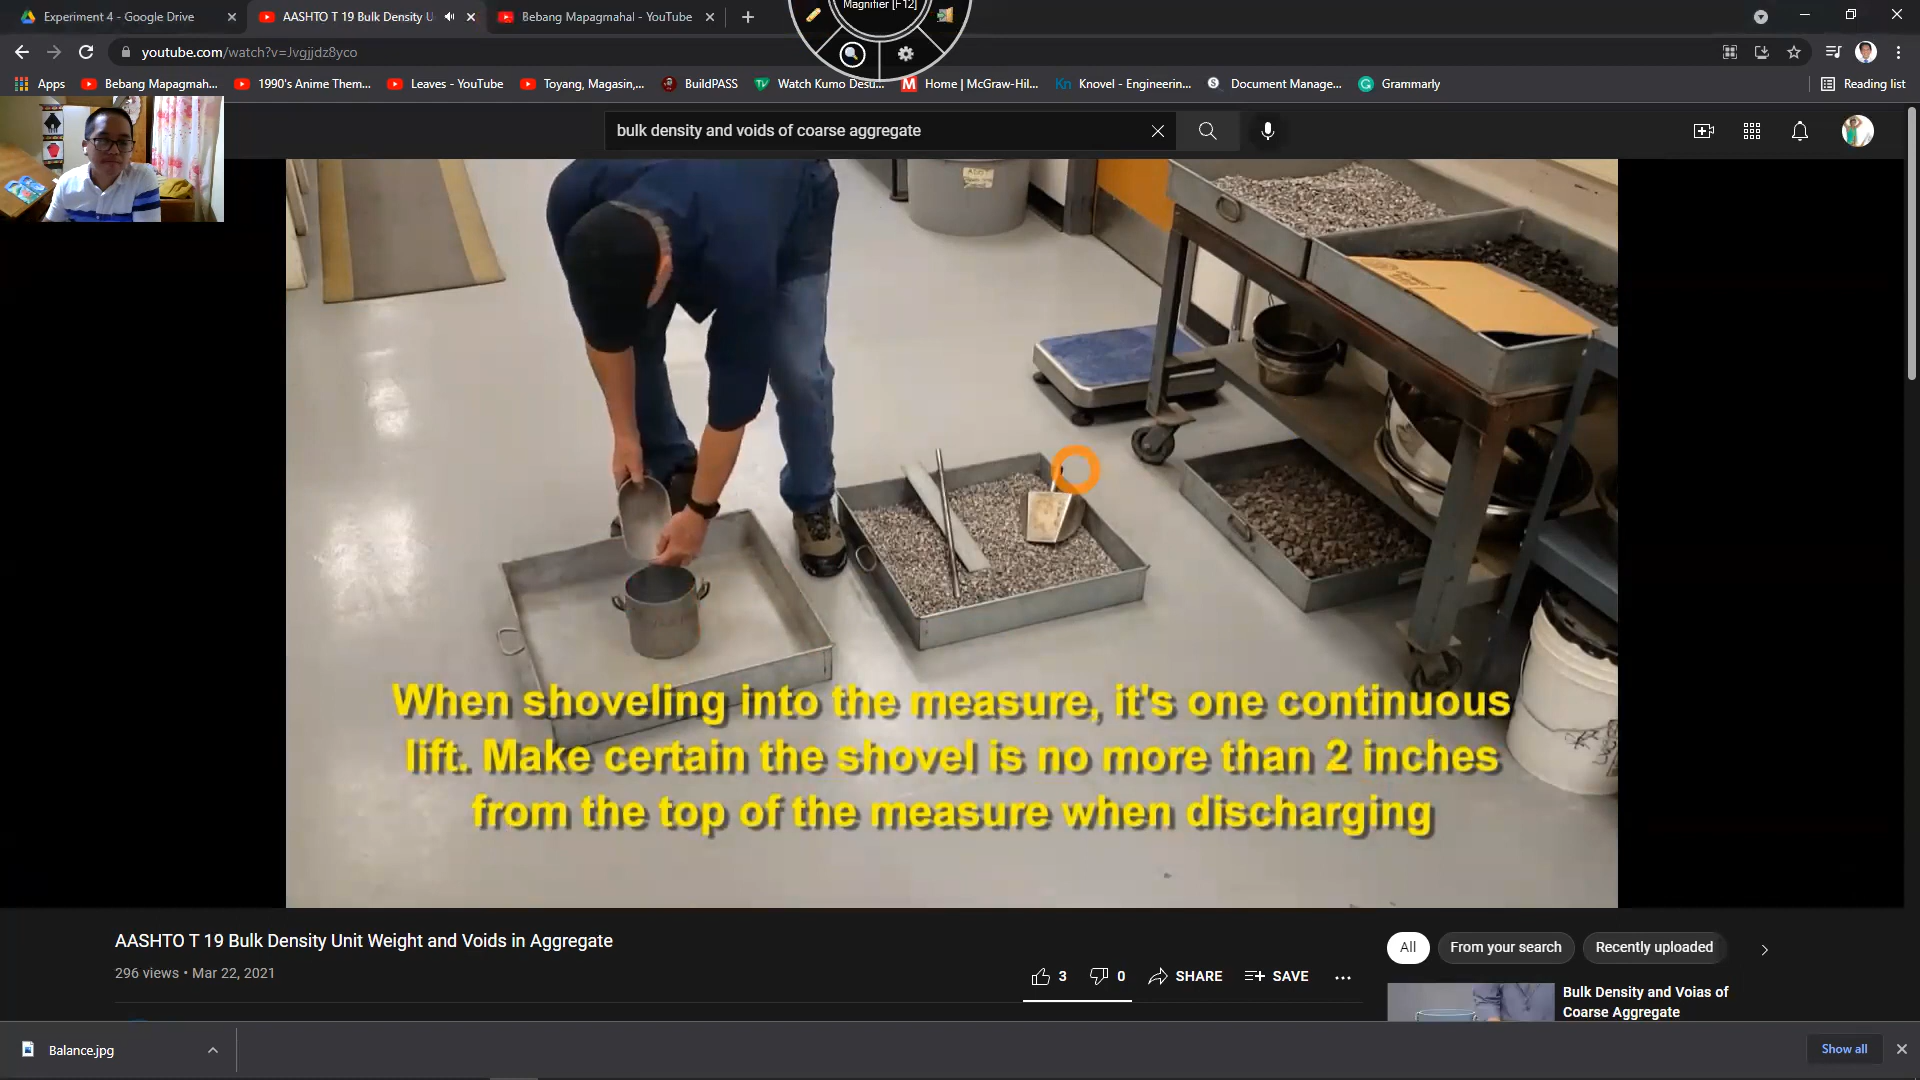 Magnifier [F12]
Experiment 4 - Google Drive
AASHTO T 19 Bulk Density U
Bebang Mapagmahal - YouTube
youtube.com/watch?v=Jvgjjdz8yco
Apps
Bebang Mapagmah...
1990's Anime Them...
Leaves - YouTube
Toyang, Magasin,...
BuildPASS
Watch Kumo Desu...
Home | McGraw-Hil...
Kn
Knovel - Engineerin...
Document Manage...
Grammarly
Reading list
bulk density and voids of coarse aggregate
When shoveling into the measure, it's one continuous
lift. Make certain the shovel is no more than 2 inches
from the top of the measure when discharging
AASHTO T 19 Bulk Density Unit Weight and Voids in Aggregate
296 views • Mar 22, 2021
3
0
SHARE
SAVE
All
From your search
Recently uploaded
Bulk Density and Voias of
Coarse Aggregate
Balance.jpg
Show all